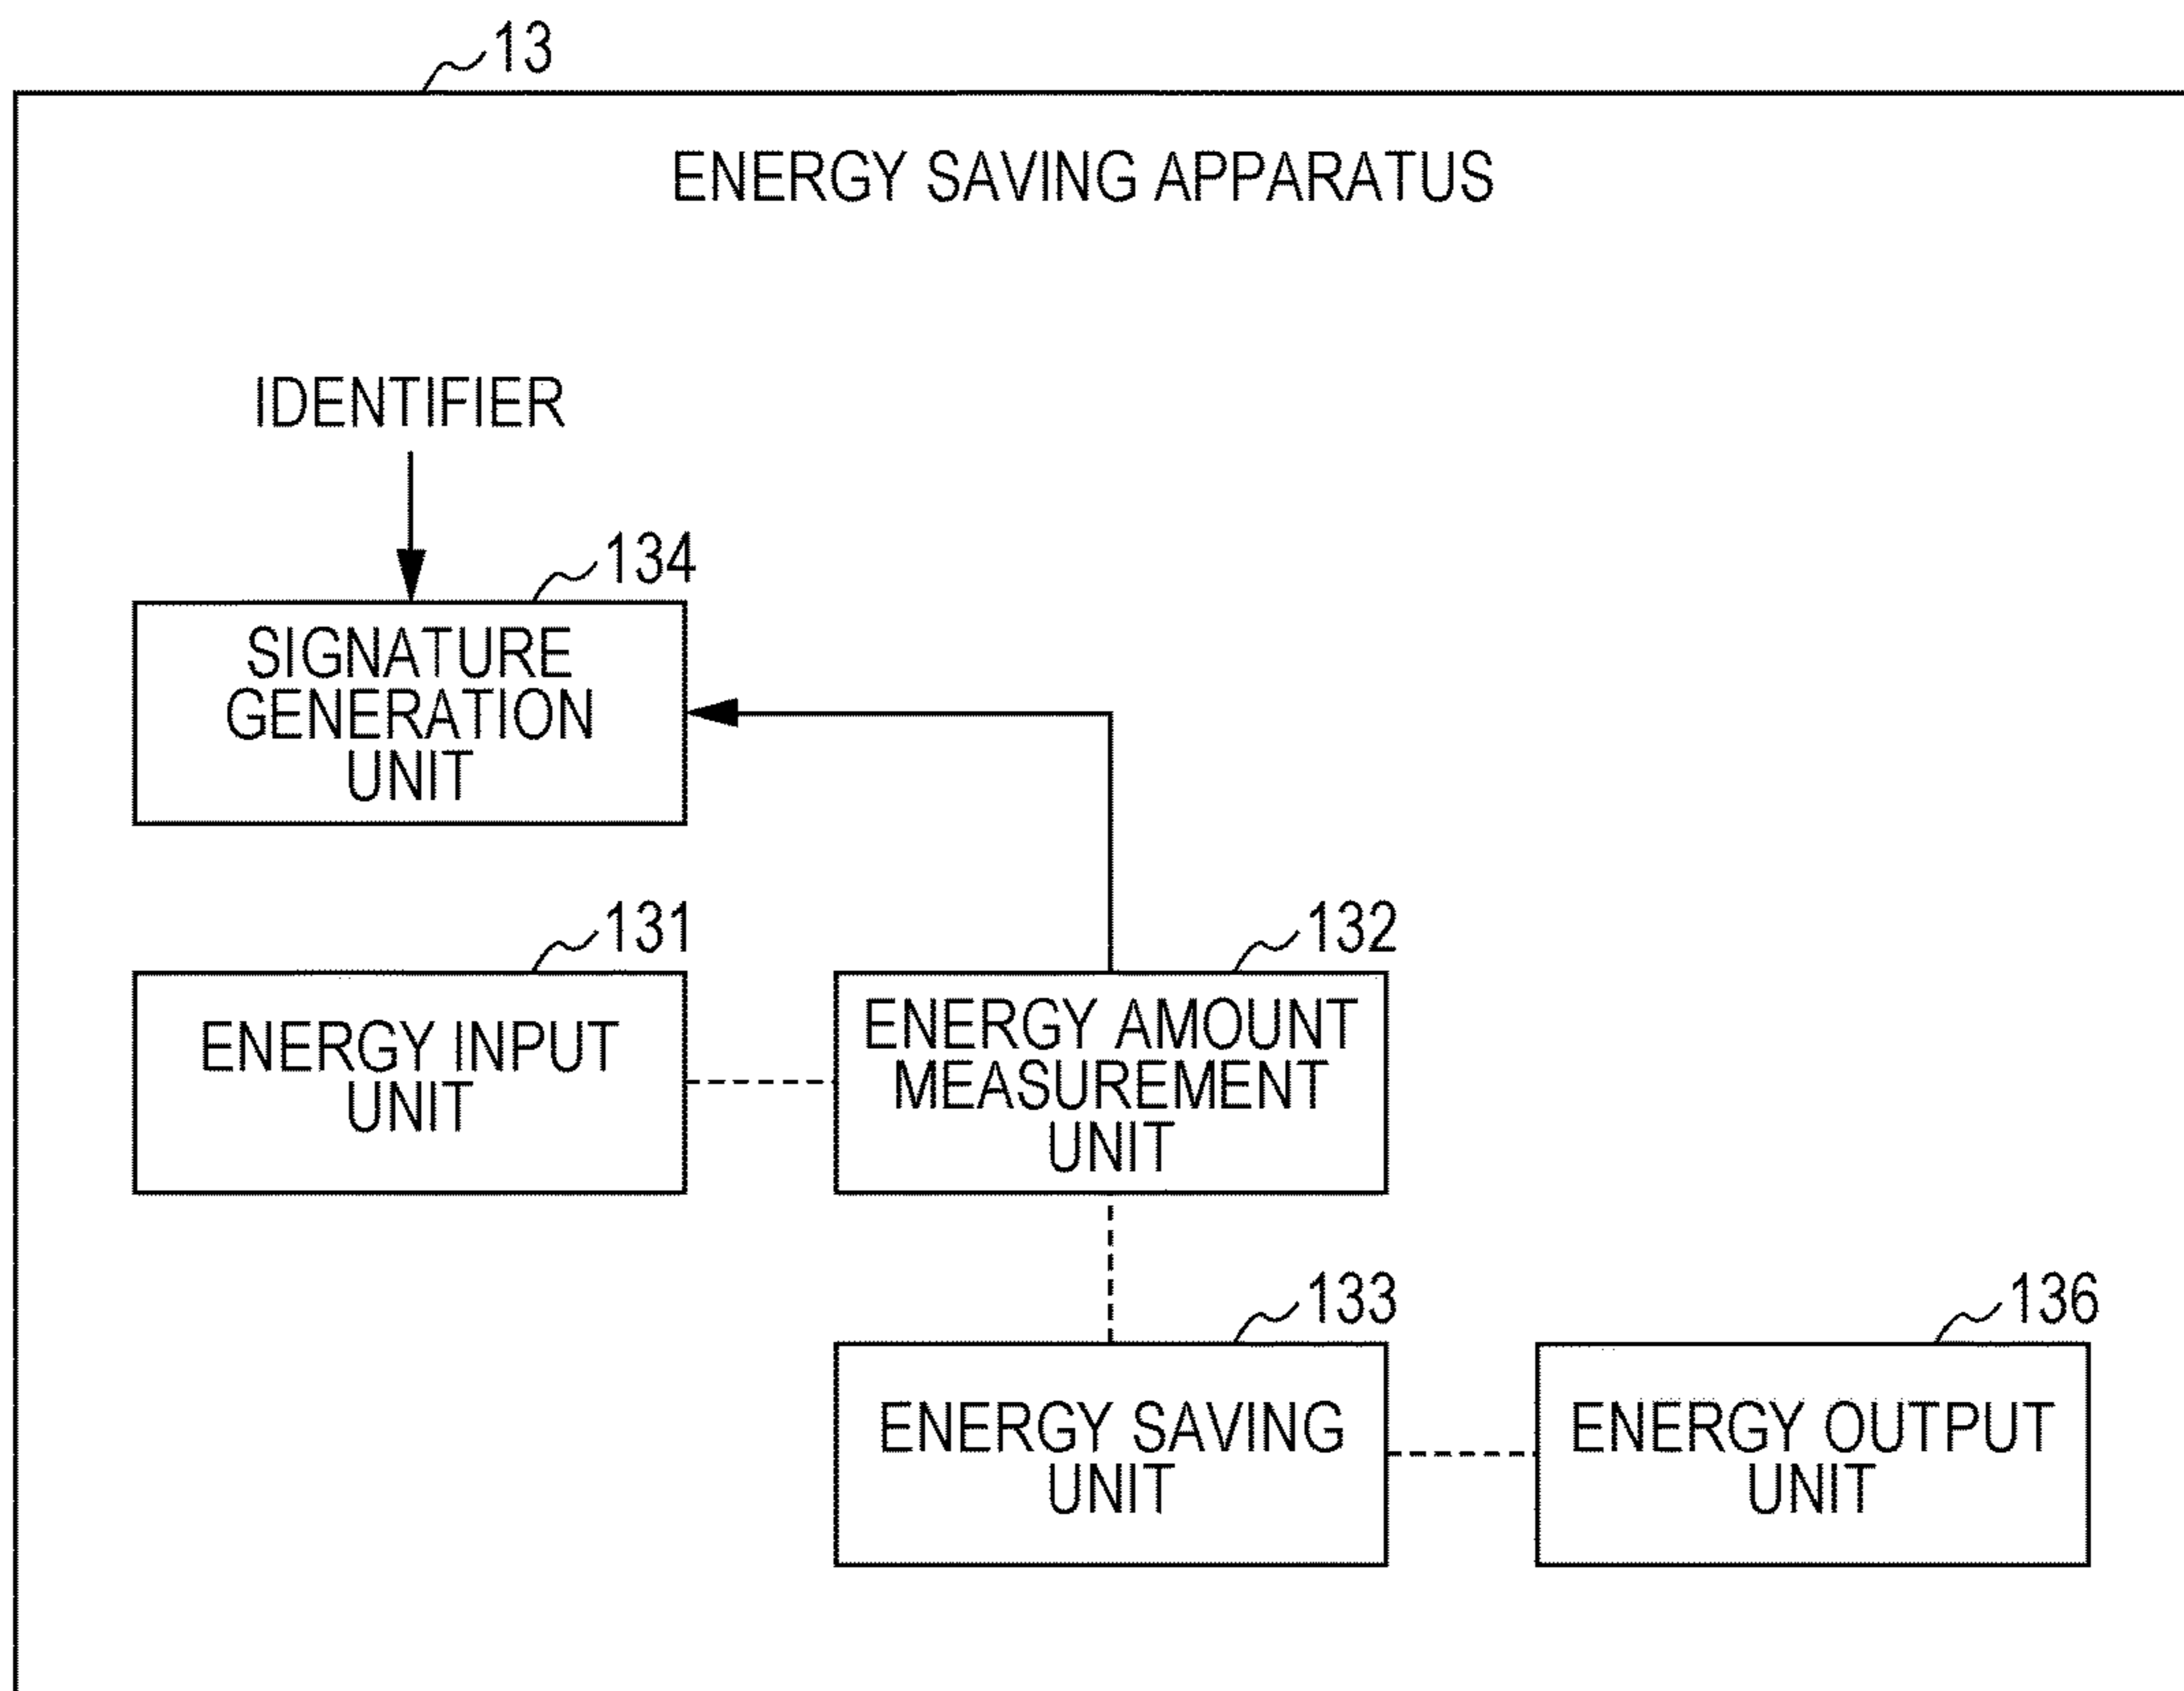 13
ENERGY SAVING APPARATUS
IDENTIFIER
134
SIGNATURE
GENERATION
UNIT
131
ENERGY INPUT
UNIT
132
ENERGY AMOUNT
MEASUREMENT
UNIT
133
ENERGY SAVING
UNIT
136
ENERGY OUTPUT
UNIT